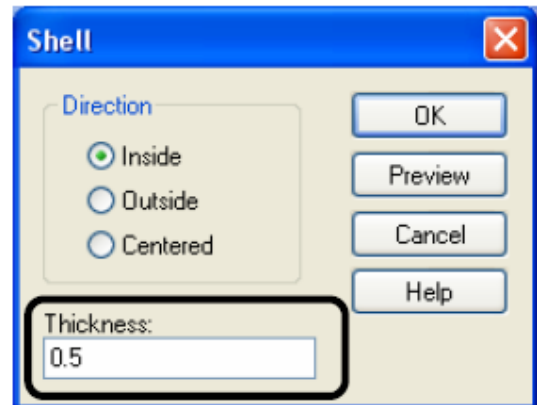 Shell
Direction
Inside
Outside
Centered
OK
Preview
Cancel
Help
Thickness:
0.5